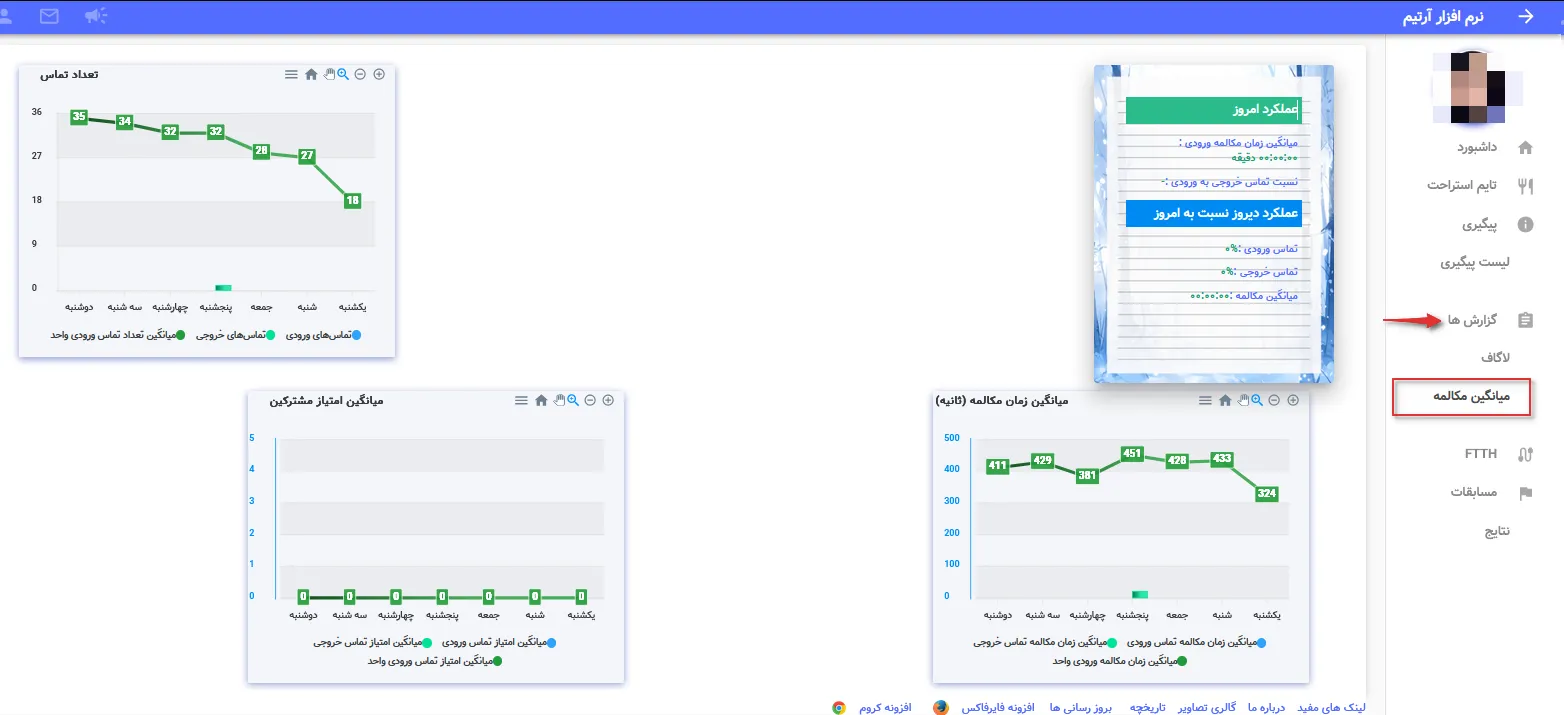 نرم افزار آرتیم
داشبورد
تایم استراحت
پیگیری
لیست پیگیری
گزارش ها
لاگاف
میانگین مکالمه
FTTH
مسابقات
نتایج
عملکرد امروز
میانگین زمان مکالمه ورودی :
۰۰:۰۰:۰۰ دقیقه
نسبت تماس خروجی به ورودی :-
عملکرد دیروز نسبت به امروز
تماس ورودی :%۰
تماس خروجی :%۰
میانگین مکالمه :۰۰:۰۰:۰۰
تعداد تماس
36
27
18
9
0
35 34 32 32 28 27 18
دوشنبه سه شنبه چهارشنبه پنجشنبه جمعه شنبه یکشنبه
تماس‌های ورودی تماس‌های خروجی میانگین تعداد تماس ورودی واحد
میانگین زمان مکالمه (ثانیه)
500
400
300
200
100
0
411 429 381 451 428 433 324
دوشنبه سه شنبه چهارشنبه پنجشنبه جمعه شنبه یکشنبه
میانگین زمان مکالمه تماس ورودی میانگین زمان مکالمه تماس خروجی
میانگین زمان مکالمه ورودی واحد
میانگین امتیاز مشترکین
5
4
3
2
1
0
0 0 0 0 0 0 0
دوشنبه سه شنبه چهارشنبه پنجشنبه جمعه شنبه یکشنبه
میانگین امتیاز تماس ورودی میانگین امتیاز تماس خروجی
میانگین امتیاز تماس ورودی واحد
لینک های مفید درباره ما گالری تصاویر تاریخچه بروز رسانی ها افزونه فایرفاکس افزونه کروم